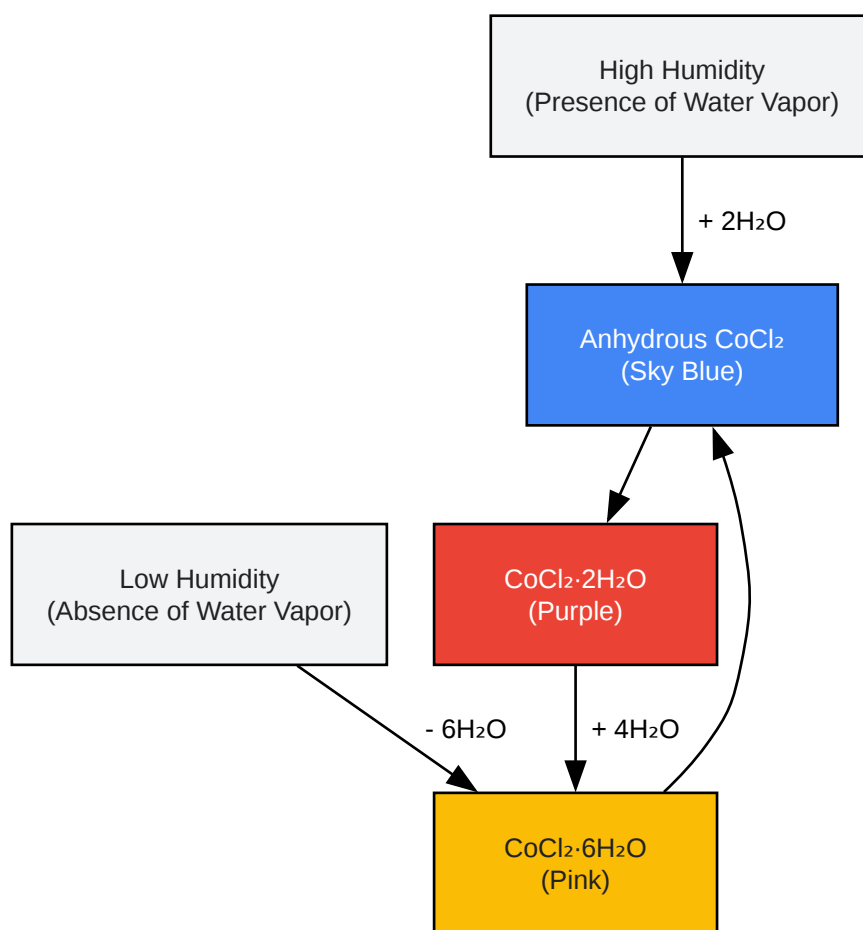 High Humidity
(Presence of Water Vapor)
+ 2H₂O
Anhydrous CoCl₂
(Sky Blue)
Low Humidity
(Absence of Water Vapor)
CoCl₂·2H₂O
(Purple)
- 6H₂O
+ 4H₂O
CoCl₂·6H₂O
(Pink)